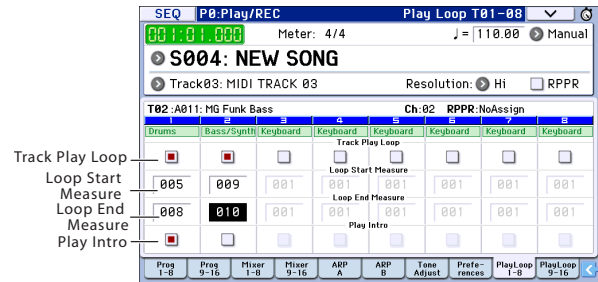 SEQ P0:Play/REC Play Loop T01-08
001:01.000 Meter: 4/4 ♩= 110.00 Manual
S004: NEW SONG
Track03: MIDI TRACK 03 Resolution: Hi RPPR
T02:A011: MG Funk Bass Ch:02 RPPR:NoAssign
1 2 3 4 5 6 7 8
Drums Bass/Synth Keyboard Keyboard Keyboard Keyboard Keyboard Keyboard
Track Play Loop
Track Play Loop
Loop Start Measure
Loop Start
Measure
005 009 001 001 001 001 001 001
Loop End Measure
Loop End
Measure
008 010 001 001 001 001 001 001
Play Intro
Play Intro
Prog 1-8 Prog 9-16 Mixer 1-8 Mixer 9-16 ARP A ARP B Tone Adjust Prefe-rences PlayLoop 1-8 PlayLoop 9-16